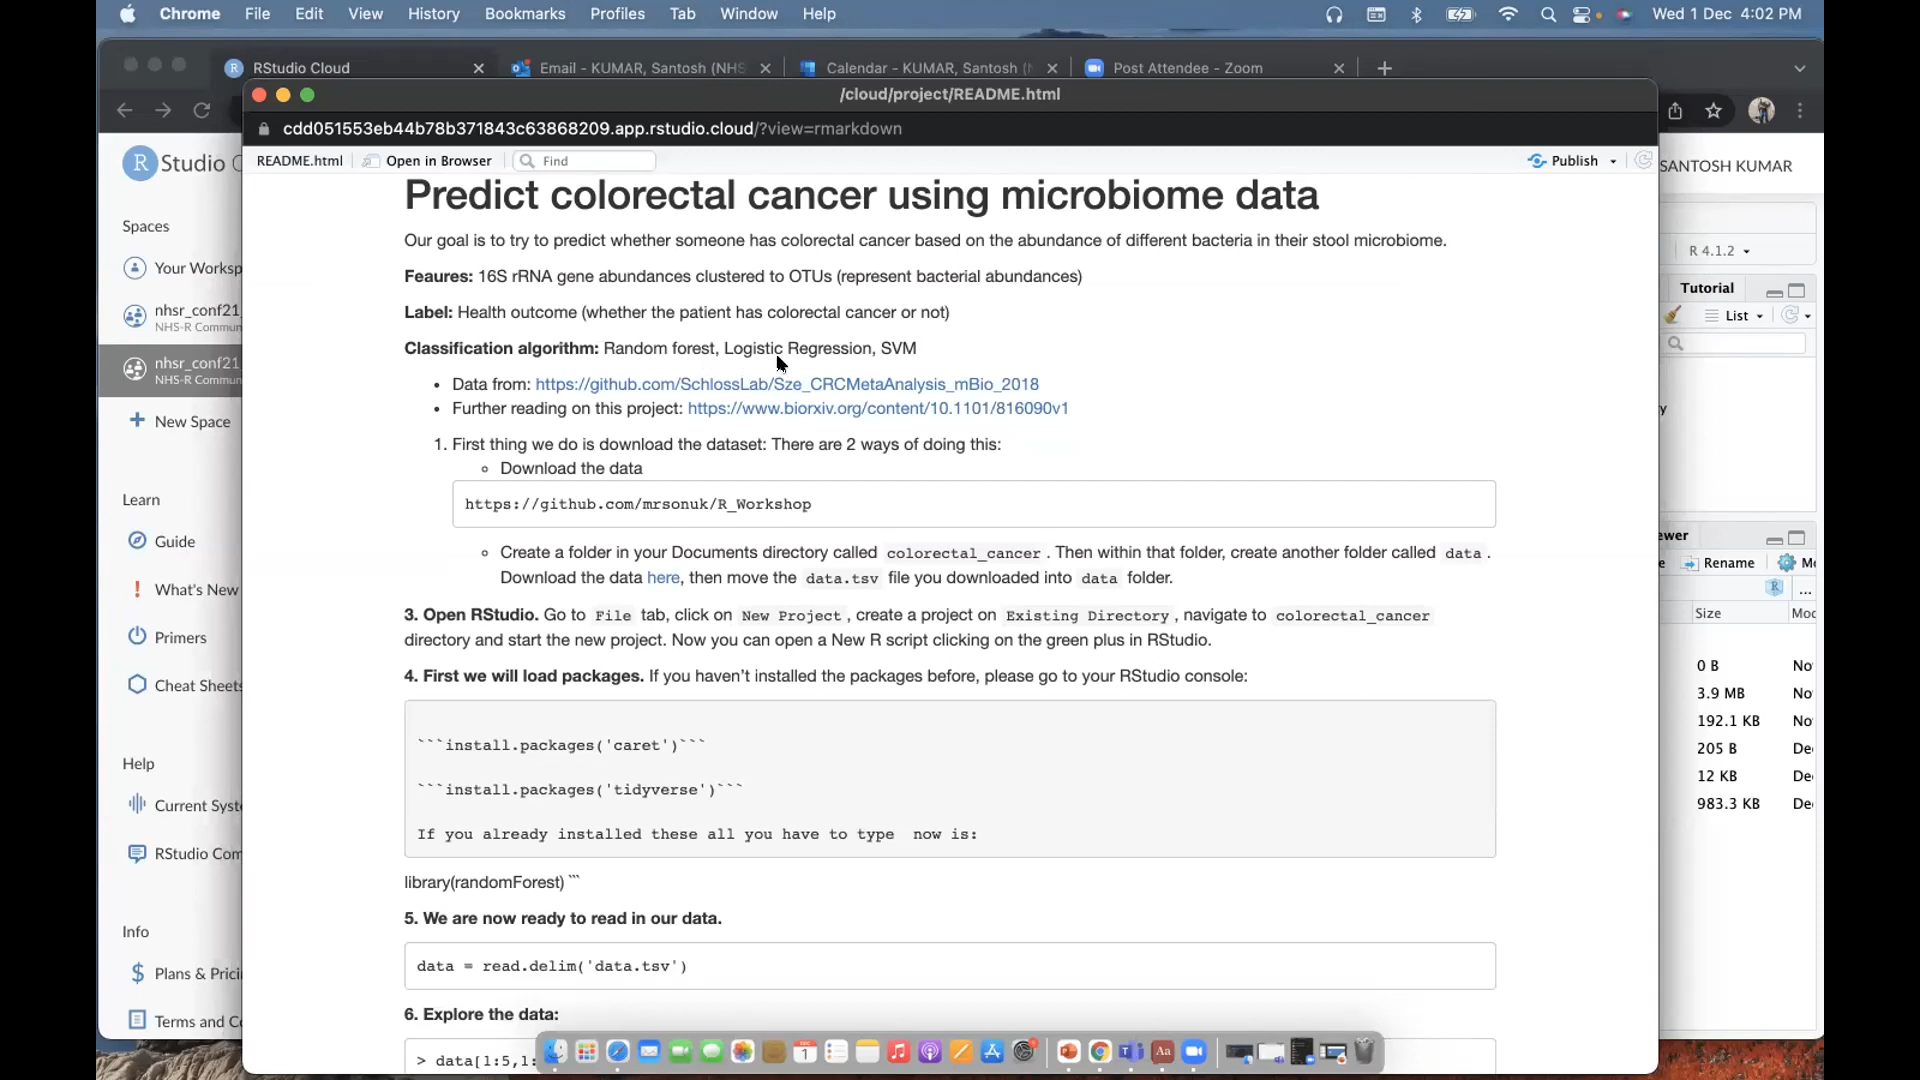 Chrome File Edit View History Bookmarks Profiles Tab Window Help Wed 1 Dec 4:02 PM
RStudio Cloud Email - KUMAR, Santosh (NHS Calendar - KUMAR, Santosh ( Post Attendee - Zoom
/cloud/project/README.html
cdd051553eb44b78b371843c63868209.app.rstudio.cloud/?view=rmarkdown
README.html Open in Browser Find Publish
R Studio C
SANTOSH KUMAR
Predict colorectal cancer using microbiome data
Spaces
Our goal is to try to predict whether someone has colorectal cancer based on the abundance of different bacteria in their stool microbiome.
R 4.1.2
Your Worksp
Feaures: 16S rRNA gene abundances clustered to OTUs (represent bacterial abundances)
Tutorial
nhsr_conf21_
NHS-R Commun
Label: Health outcome (whether the patient has colorectal cancer or not)
List
Classification algorithm: Random forest, Logistic Regression, SVM
nhsr_conf21_
NHS-R Commun
• Data from: https://github.com/SchlossLab/Sze_CRCMetaAnalysis_mBio_2018
• Further reading on this project: https://www.biorxiv.org/content/10.1101/816090v1
y
New Space
1. First thing we do is download the dataset: There are 2 ways of doing this:
Download the data
Learn
https://github.com/mrsonuk/R_Workshop
Guide
ewer
Create a folder in your Documents directory called colorectal_cancer . Then within that folder, create another folder called data .
Download the data here, then move the data.tsv file you downloaded into data folder.
e Rename Mo
What's New
...
3. Open RStudio. Go to File tab, click on New Project , create a project on Existing Directory , navigate to colorectal_cancer
directory and start the new project. Now you can open a New R script clicking on the green plus in RStudio.
Size Mod
Primers
4. First we will load packages. If you haven't installed the packages before, please go to your RStudio console:
0 B No
Cheat Sheets
3.9 MB No
192.1 KB No
```install.packages('caret')```
205 B De
Help
```install.packages('tidyverse')```
12 KB De
Current Syst
983.3 KB De
If you already installed these all you have to type now is:
RStudio Com
library(randomForest) ```
5. We are now ready to read in our data.
Info
data = read.delim('data.tsv')
Plans & Prici
6. Explore the data:
Terms and Co
> data[1:5,1: